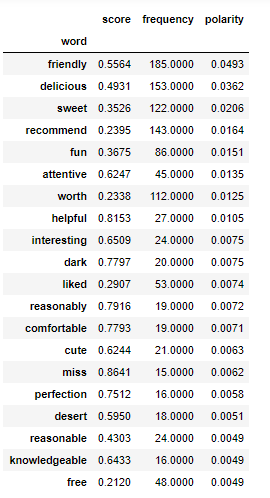 score frequency polarity
word
friendly 0.5564 185.0000 0.0493
delicious 0.4931 153.0000 0.0362
sweet 0.3526 122.0000 0.0206
recommend 0.2395 143.0000 0.0164
fun 0.3675 86.0000 0.0151
attentive 0.6247 45.0000 0.0135
worth 0.2338 112.0000 0.0125
helpful 0.8153 27.0000 0.0105
interesting 0.6509 24.0000 0.0075
dark 0.7797 20.0000 0.0075
liked 0.2907 53.0000 0.0074
reasonably 0.7916 19.0000 0.0072
comfortable 0.7793 19.0000 0.0071
cute 0.6244 21.0000 0.0063
miss 0.8641 15.0000 0.0062
perfection 0.7512 16.0000 0.0058
desert 0.5950 18.0000 0.0051
reasonable 0.4303 24.0000 0.0049
knowledgeable 0.6433 16.0000 0.0049
free 0.2120 48.0000 0.0049